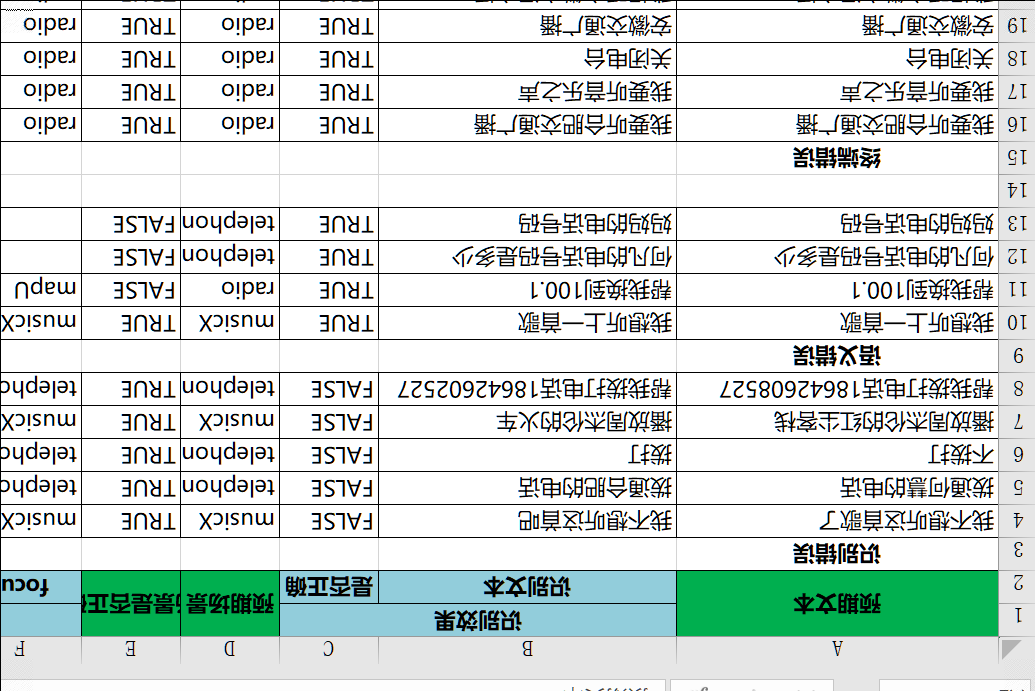 A B C D E F
1 预期文本 识别效果 预期场景
2 识别文本 是否正确 场景是否正 focu
3 识别错误
4 我不想听这首歌了 我不想听这首吧 FALSE musicX TRUE musicX
5 拨通何慧的电话 拨通合肥的电话 FALSE telephon TRUE telepho
6 不拨打 拨打 FALSE telephon TRUE telepho
7 播放周杰伦的红尘客栈 播放周杰伦的火车 FALSE musicX TRUE musicX
8 帮我拨打电话18642608527 帮我拨打电话18642602527 FALSE telephon TRUE telepho
9 语义错误
10 我想听上一首歌 我想听上一首歌 TRUE musicX TRUE musicX
11 帮我换到100.1 帮我换到100.1 TRUE radio FALSE mapU
12 何凡的电话号码是多少 何凡的电话号码是多少 TRUE telephon FALSE
13 妈妈的电话号码 妈妈的电话号码 TRUE telephon FALSE
14
15 终端错误
16 我要听合肥交通广播 我要听合肥交通广播 TRUE radio TRUE radio
17 我要听音乐之声 我要听音乐之声 TRUE radio TRUE radio
18 关闭电台 关闭电台 TRUE radio TRUE radio
19 安徽交通广播 安徽交通广播 TRUE radio TRUE radio